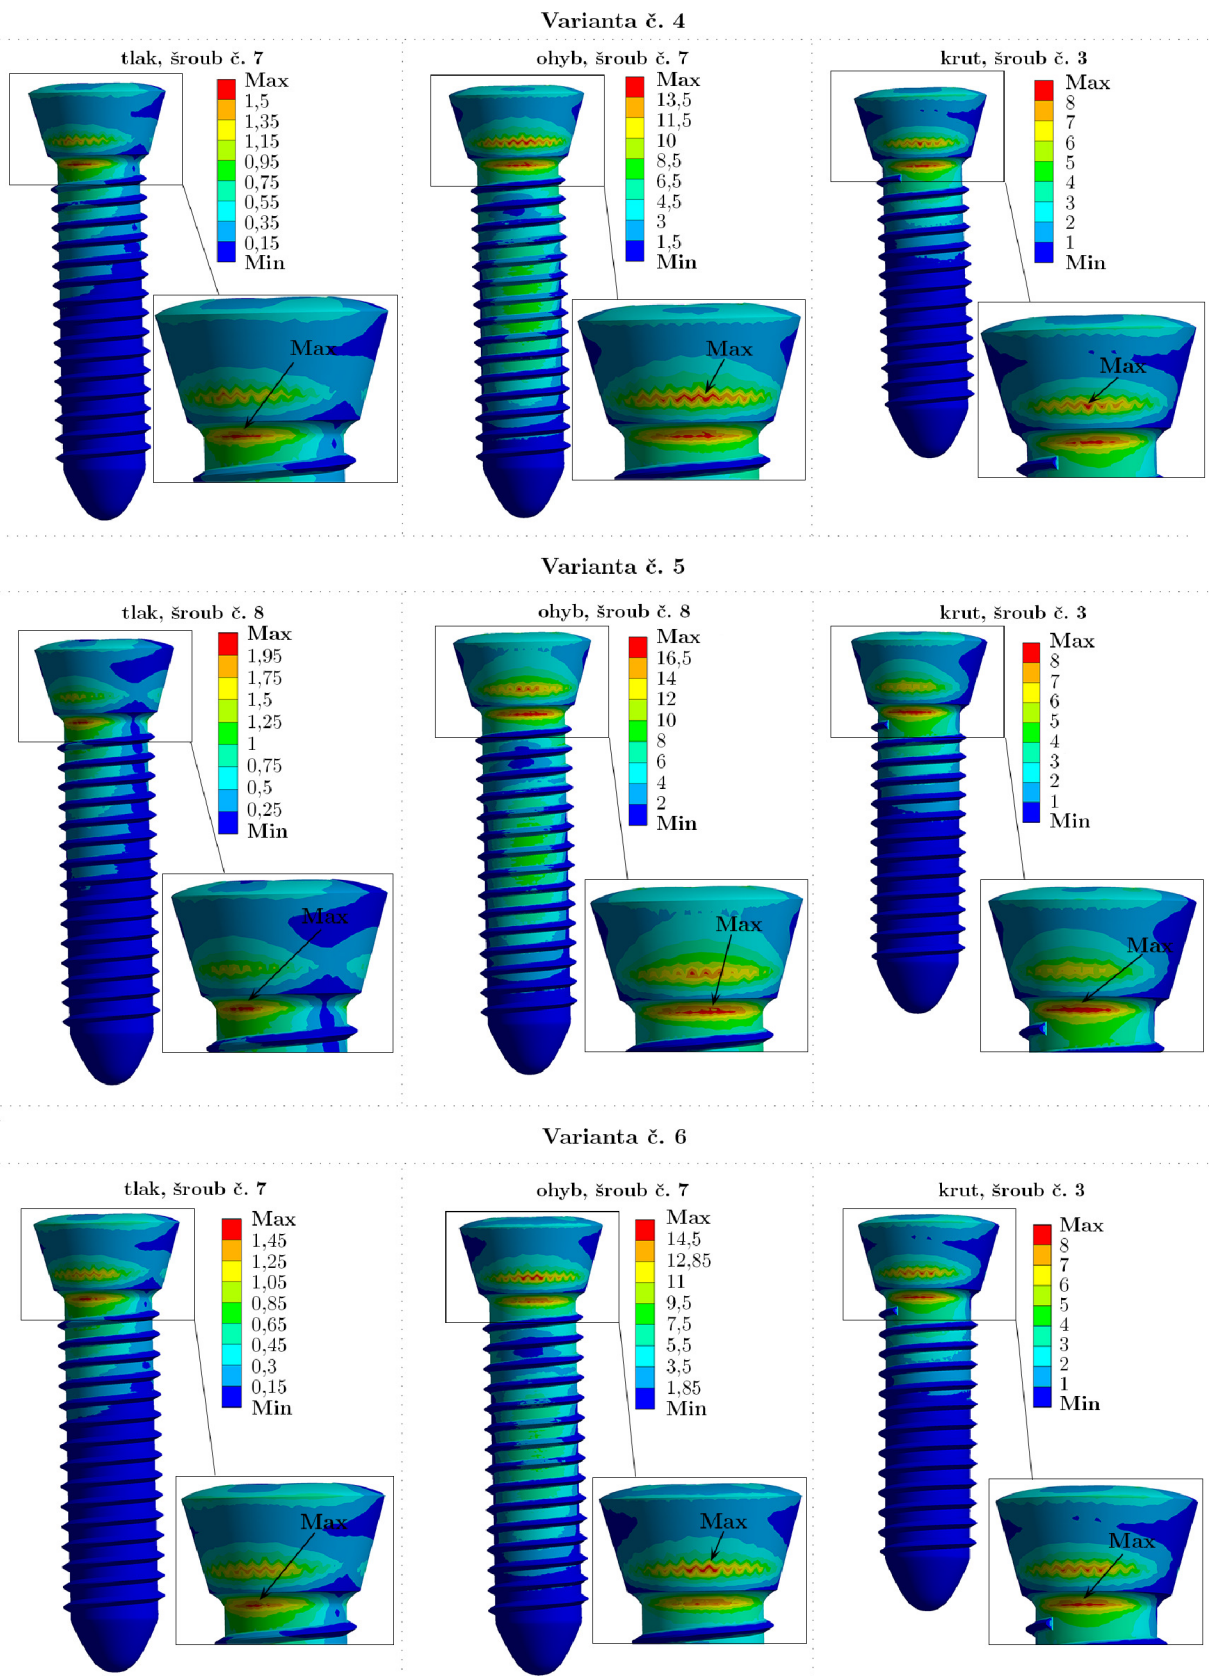 Varianta č. 4
tlak, šroub č. 7
Max
1,5
1,35
1,15
0,95
0,75
0,55
0,35
0,15
Min
Max
ohyb, šroub č. 7
Max
13,5
11,5
10
8,5
6,5
4,5
3
1,5
Min
Max
krut, šroub č. 3
Max
8
7
6
5
4
3
2
1
Min
Max
Varianta č. 5
tlak, šroub č. 8
Max
1,95
1,75
1,5
1,25
1
0,75
0,5
0,25
Min
Max
ohyb, šroub č. 8
Max
16,5
14
12
10
8
6
4
2
Min
Max
krut, šroub č. 3
Max
8
7
6
5
4
3
2
1
Min
Max
Varianta č. 6
tlak, šroub č. 7
Max
1,45
1,25
1,05
0,85
0,65
0,45
0,3
0,15
Min
Max
ohyb, šroub č. 7
Max
14,5
12,85
11
9,5
7,5
5,5
3,5
1,85
Min
Max
krut, šroub č. 3
Max
8
7
6
5
4
3
2
1
Min
Max